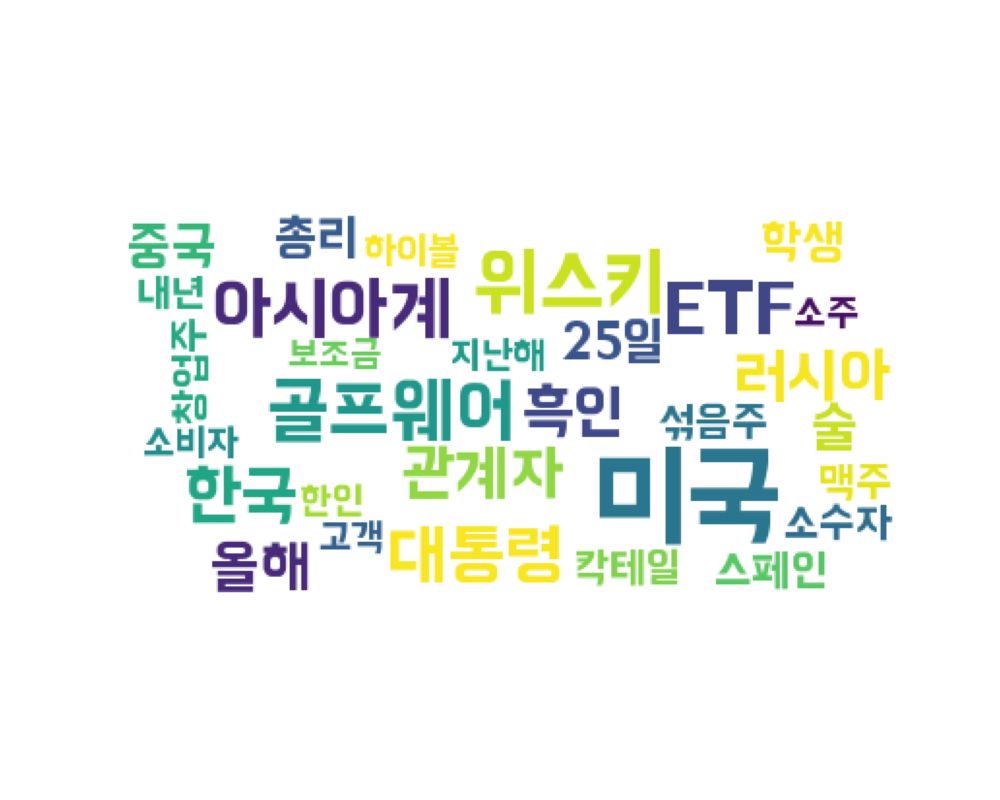 중국
총리
하이볼
학생
내년
아시아계
위스키
ETF
소주
창업주
보조금
지난해
25일
러시아
골프웨어
흑인
섞음주
술
소비자
한국
한인
관계자
미국
맥주
소수자
올해
고객
대통령
칵테일
스페인